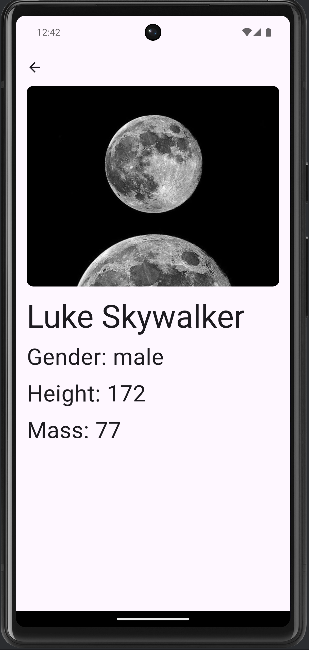 12:42
Luke Skywalker
Gender: male
Height: 172
Mass: 77